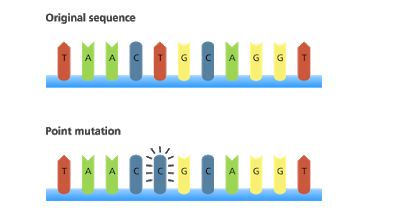 Original sequence
T A A C T G C A G G T
Point mutation
T A A C C G C A G G T